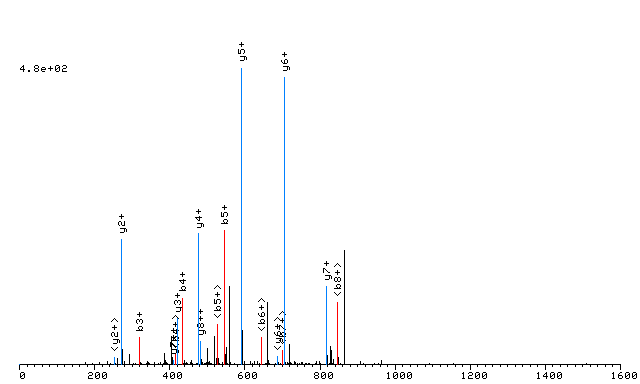 4.8e+02
y2+^
y2+
b3+
y3+
b4+
y4+
y8++
b5+^
b5+
y5+
b6+^
y6+^
y6+
y7+
b8+^
0 200 400 600 800 1000 1200 1400 1600